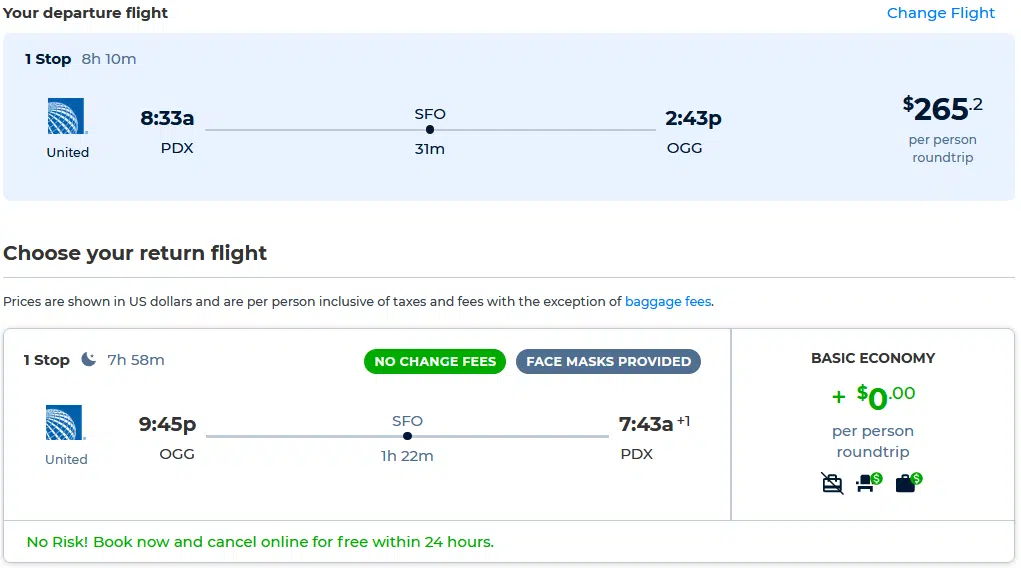 Your departure flight Change Flight
1 Stop 8h 10m
8:33a SFO 2:43p $265.2
PDX 31m OGG
United
per person
roundtrip
Choose your return flight
Prices are shown in US dollars and are per person inclusive of taxes and fees with the exception of baggage fees.
1 Stop 7h 58m NO CHANGE FEES FACE MASKS PROVIDED
BASIC ECONOMY
+ $0.00
9:45p SFO 7:43a +1
OGG 1h 22m PDX
United
per person
roundtrip
$ $
No Risk! Book now and cancel online for free within 24 hours.